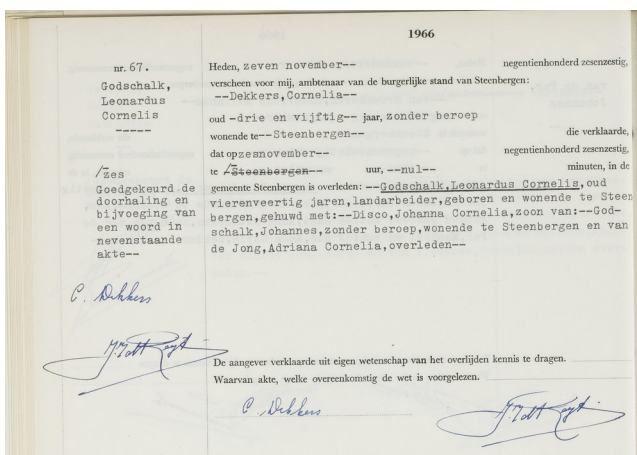 1966
nr. 67.
Godschalk,
Leonardus
Cornelis
-----
/zes
Goedgekeurd de
doorhaling en
bijvoeging van
een woord in
nevenstaande
akte--
C. Dekkers
Heden, zeven november-- negentienhonderd zesenzestig,
verscheen voor mij, ambtenaar van de burgerlijke stand van Steenbergen:
--Dekkers,Cornelia--
oud -drie en vijftig-- jaar, zonder beroep
wonende te--Steenbergen-- die verklaarde,
dat opzesnovember-- negentienhonderd zesenzestig,
te /Steenbergen-- uur, --nul-- minuten, in de
gemeente Steenbergen is overleden: --Godschalk,Leonardus Cornelis,oud
vierenveertig jaren,landarbeider,geboren en wonende te Steen
bergen,gehuwd met:--Disco,Johanna Cornelia,zoon van:--God-
schalk,Johannes,zonder beroep,wonende te Steenbergen en van
de Jong,Adriana Cornelia,overleden--
De aangever verklaarde uit eigen wetenschap van het overlijden kennis te dragen.
Waarvan akte, welke overeenkomstig de wet is voorgelezen.
C. Dekkers